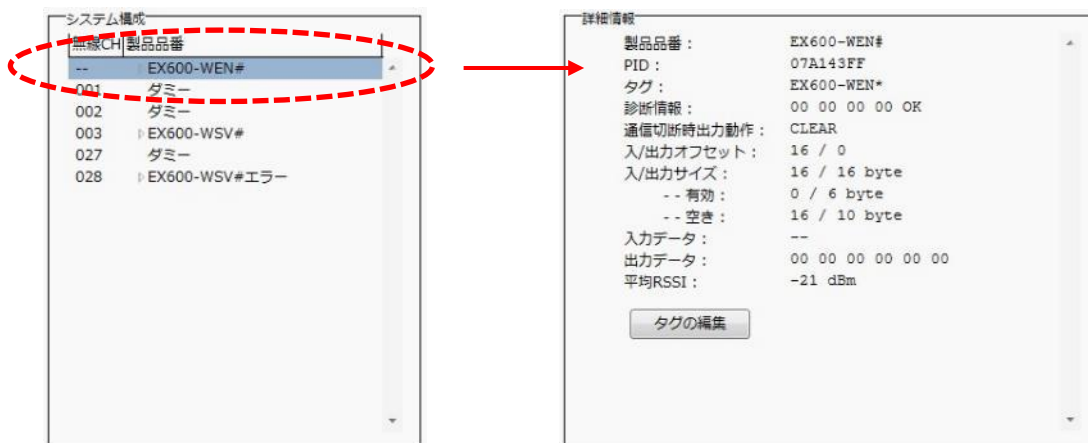 システム構成
無線CH 製品品番
-- EX600-WEN#
001 ダミー
002 ダミー
003 EX600-WSV#
027 ダミー
028 EX600-WSV#エラー
詳細情報
製品品番： EX600-WEN#
PID： 07A143FF
タグ： EX600-WEN*
診断情報： 00 00 00 00 OK
通信切断時出力動作： CLEAR
入/出力オフセット： 16 / 0
入/出力サイズ： 16 / 16 byte
--有効： 0 / 6 byte
--空き： 16 / 10 byte
入力データ： --
出力データ： 00 00 00 00 00 00
平均RSSI： -21 dBm
タグの編集